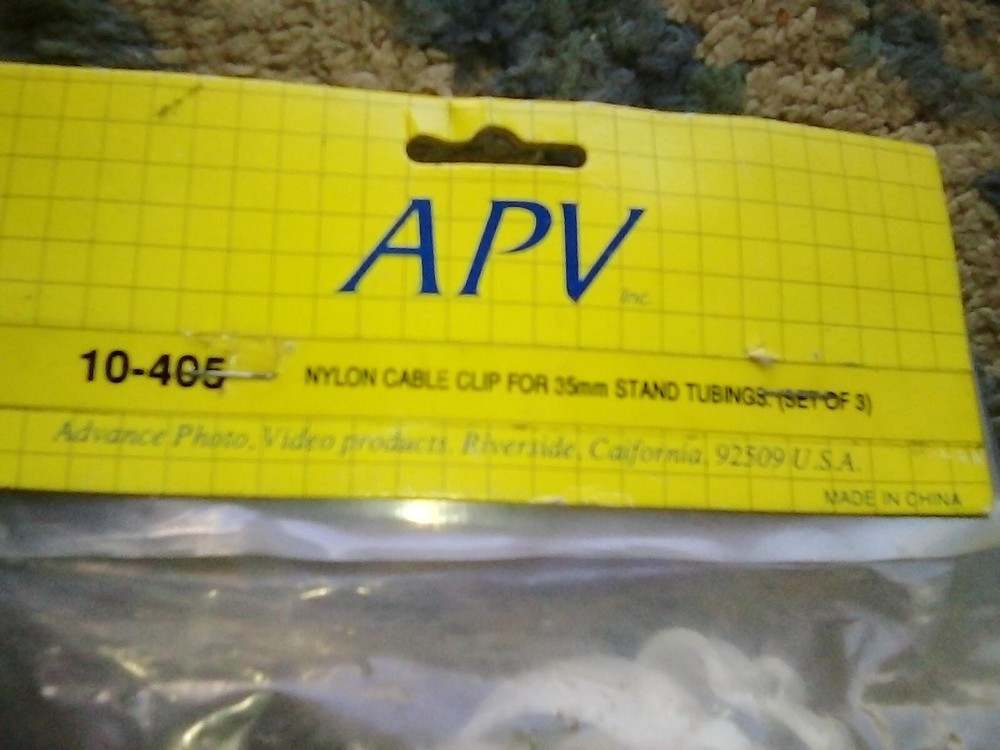 APV
Inc.
10-405 NYLON CABLE CLIP FOR 35mm STAND TUBINGS. (SET OF 3)
Advance Photo, Video products. Riverside, Caifornia, 92509 U.S.A.
MADE IN CHINA